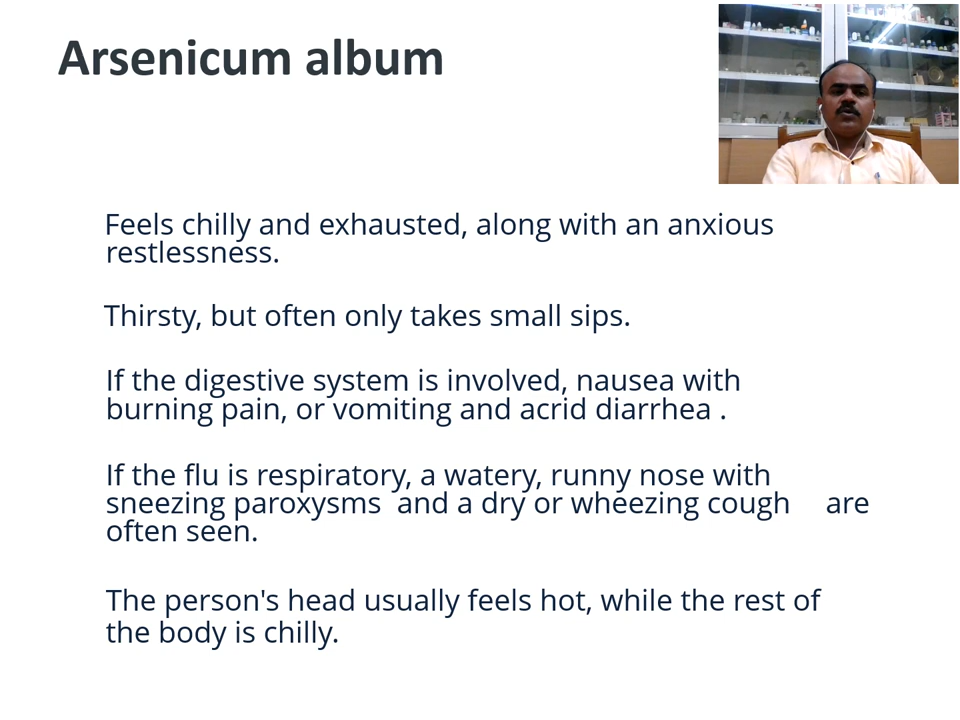 Arsenicum album
Feels chilly and exhausted, along with an anxious
restlessness.
Thirsty, but often only takes small sips.
If the digestive system is involved, nausea with
burning pain, or vomiting and acrid diarrhea .
If the flu is respiratory, a watery, runny nose with
sneezing paroxysms  and a dry or wheezing cough    are
often seen.
The person's head usually feels hot, while the rest of
the body is chilly.